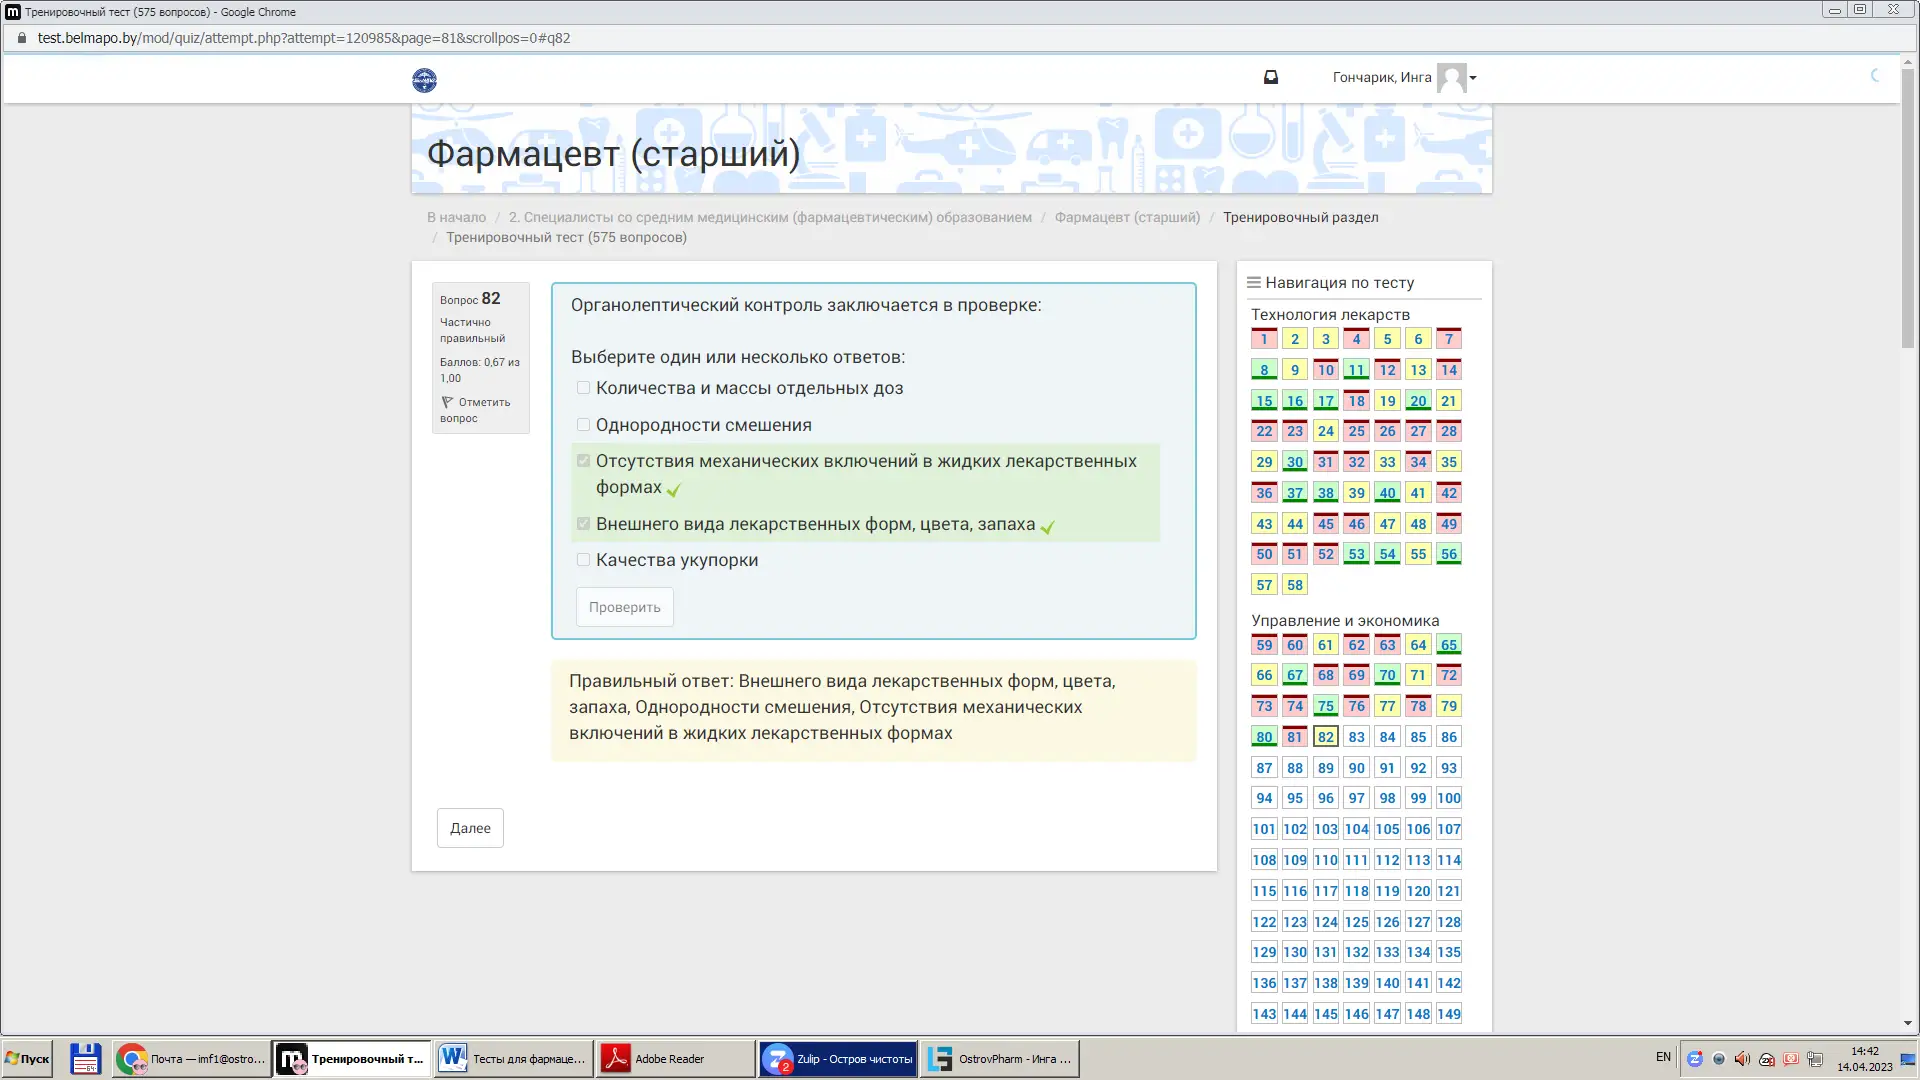 Тренировочный тест (575 вопросов) - Google Chrome
test.belmapo.by/mod/quiz/attempt.php?attempt=120985&page=81&scrollpos=0#q82
Гончарик, Инга
Фармацевт (старший)
В начало / 2. Специалисты со средним медицинским (фармацевтическим) образованием / Фармацевт (старший) / Тренировочный раздел
/ Тренировочный тест (575 вопросов)
Вопрос 82
Частично
правильный
Баллов: 0,67 из
1,00
Отметить
вопрос
Органолептический контроль заключается в проверке:
Выберите один или несколько ответов:
Количества и массы отдельных доз
Однородности смешения
Отсутствия механических включений в жидких лекарственных
формах
Внешнего вида лекарственных форм, цвета, запаха
Качества укупорки
Проверить
Правильный ответ: Внешнего вида лекарственных форм, цвета,
запаха, Однородности смешения, Отсутствия механических
включений в жидких лекарственных формах
Далее
Навигация по тесту
Технология лекарств
1 2 3 4 5 6 7
8 9 10 11 12 13 14
15 16 17 18 19 20 21
22 23 24 25 26 27 28
29 30 31 32 33 34 35
36 37 38 39 40 41 42
43 44 45 46 47 48 49
50 51 52 53 54 55 56
57 58
Управление и экономика
59 60 61 62 63 64 65
66 67 68 69 70 71 72
73 74 75 76 77 78 79
80 81 82 83 84 85 86
87 88 89 90 91 92 93
94 95 96 97 98 99 100
101 102 103 104 105 106 107
108 109 110 111 112 113 114
115 116 117 118 119 120 121
122 123 124 125 126 127 128
129 130 131 132 133 134 135
136 137 138 139 140 141 142
143 144 145 146 147 148 149
Пуск
Почта — imf1@ostro...
Тренировочный т...
Тесты для фармаце...
Adobe Reader
2
Zulip - Остров чистоты
OstrovPharm - Инга ...
EN
14:42
14.04.2023